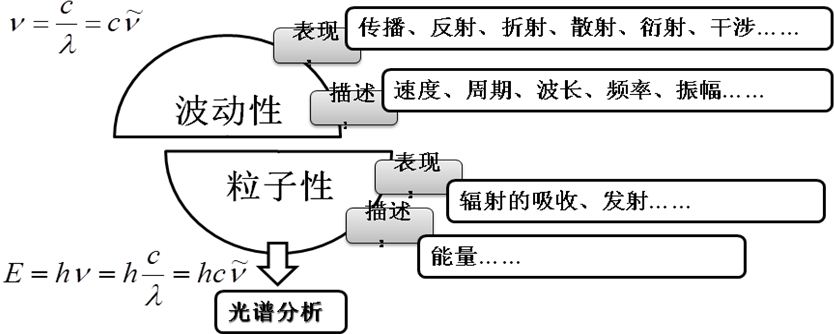 ν = c/λ = cν̃
表现：
传播、反射、折射、散射、衍射、干涉……
波动性
描述：
速度、周期、波长、频率、振幅……
粒子性
表现：
辐射的吸收、发射……
描述：
能量……
E = hν = h c/λ = hcν̃
光谱分析